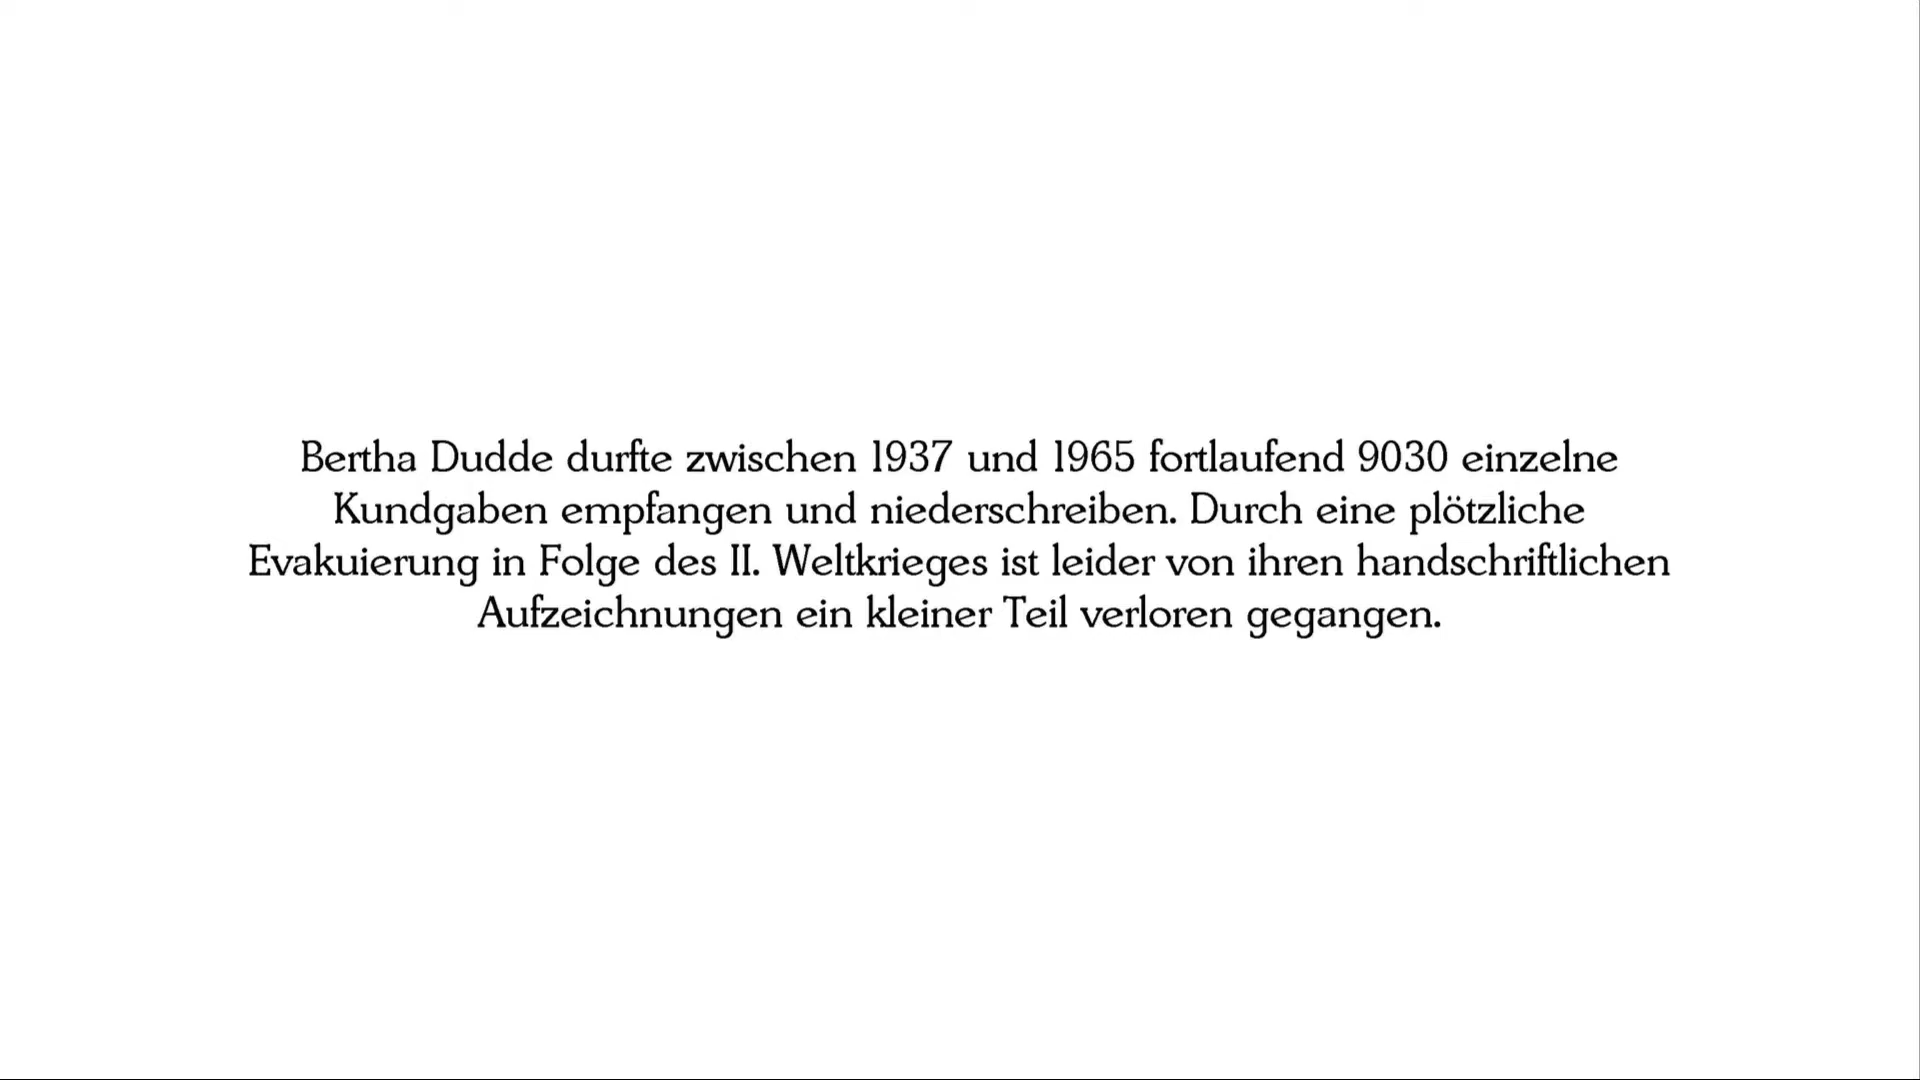 Bertha Dudde durfte zwischen 1937 und 1965 fortlaufend 9030 einzelne
Kundgaben empfangen und niederschreiben. Durch eine plötzliche
Evakuierung in Folge des II. Weltkrieges ist leider von ihren handschriftlichen
Aufzeichnungen ein kleiner Teil verloren gegangen.